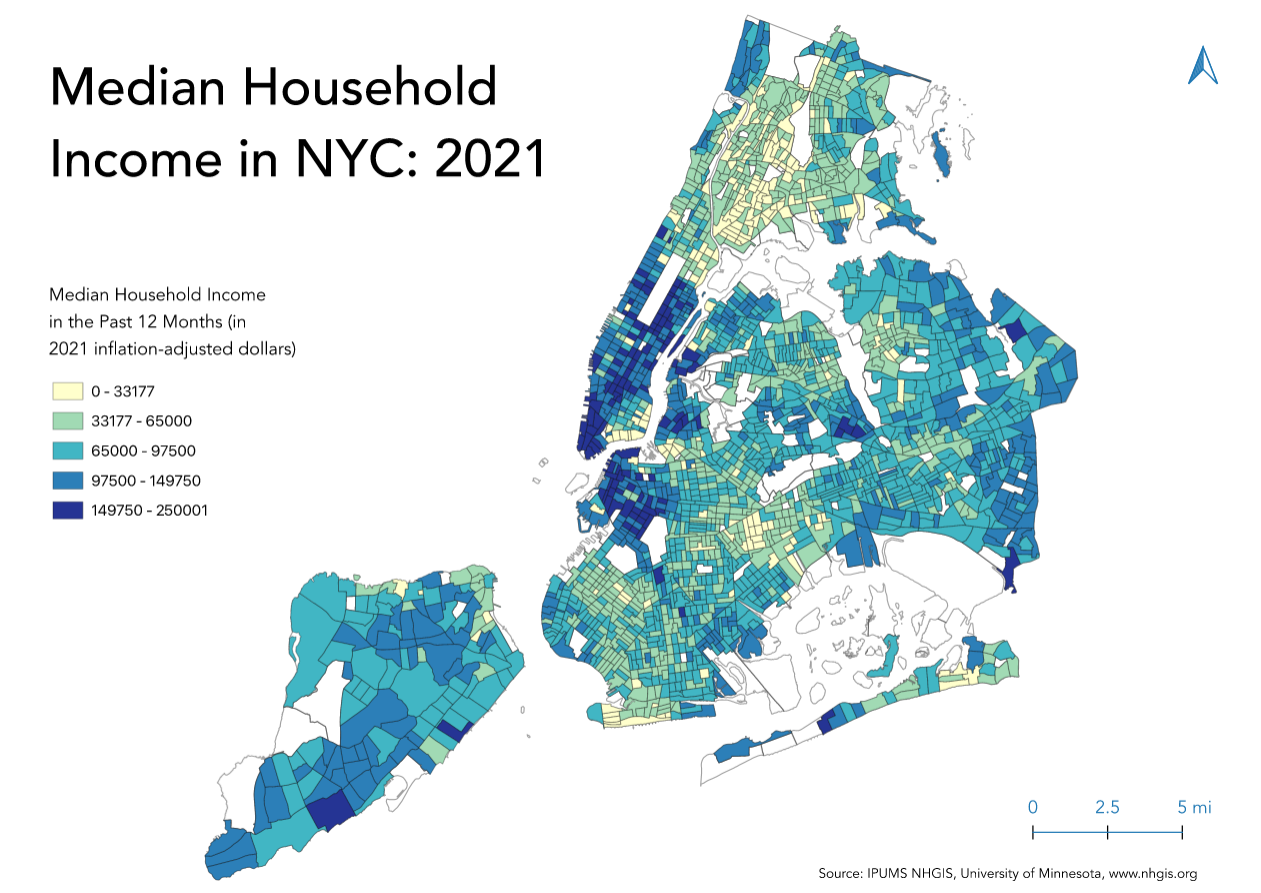 Median Household
Income in NYC: 2021
Median Household Income
in the Past 12 Months (in
2021 inflation-adjusted dollars)
0 - 33177
33177 - 65000
65000 - 97500
97500 - 149750
149750 - 250001
0 2.5 5 mi
Source: IPUMS NHGIS, University of Minnesota, www.nhgis.org